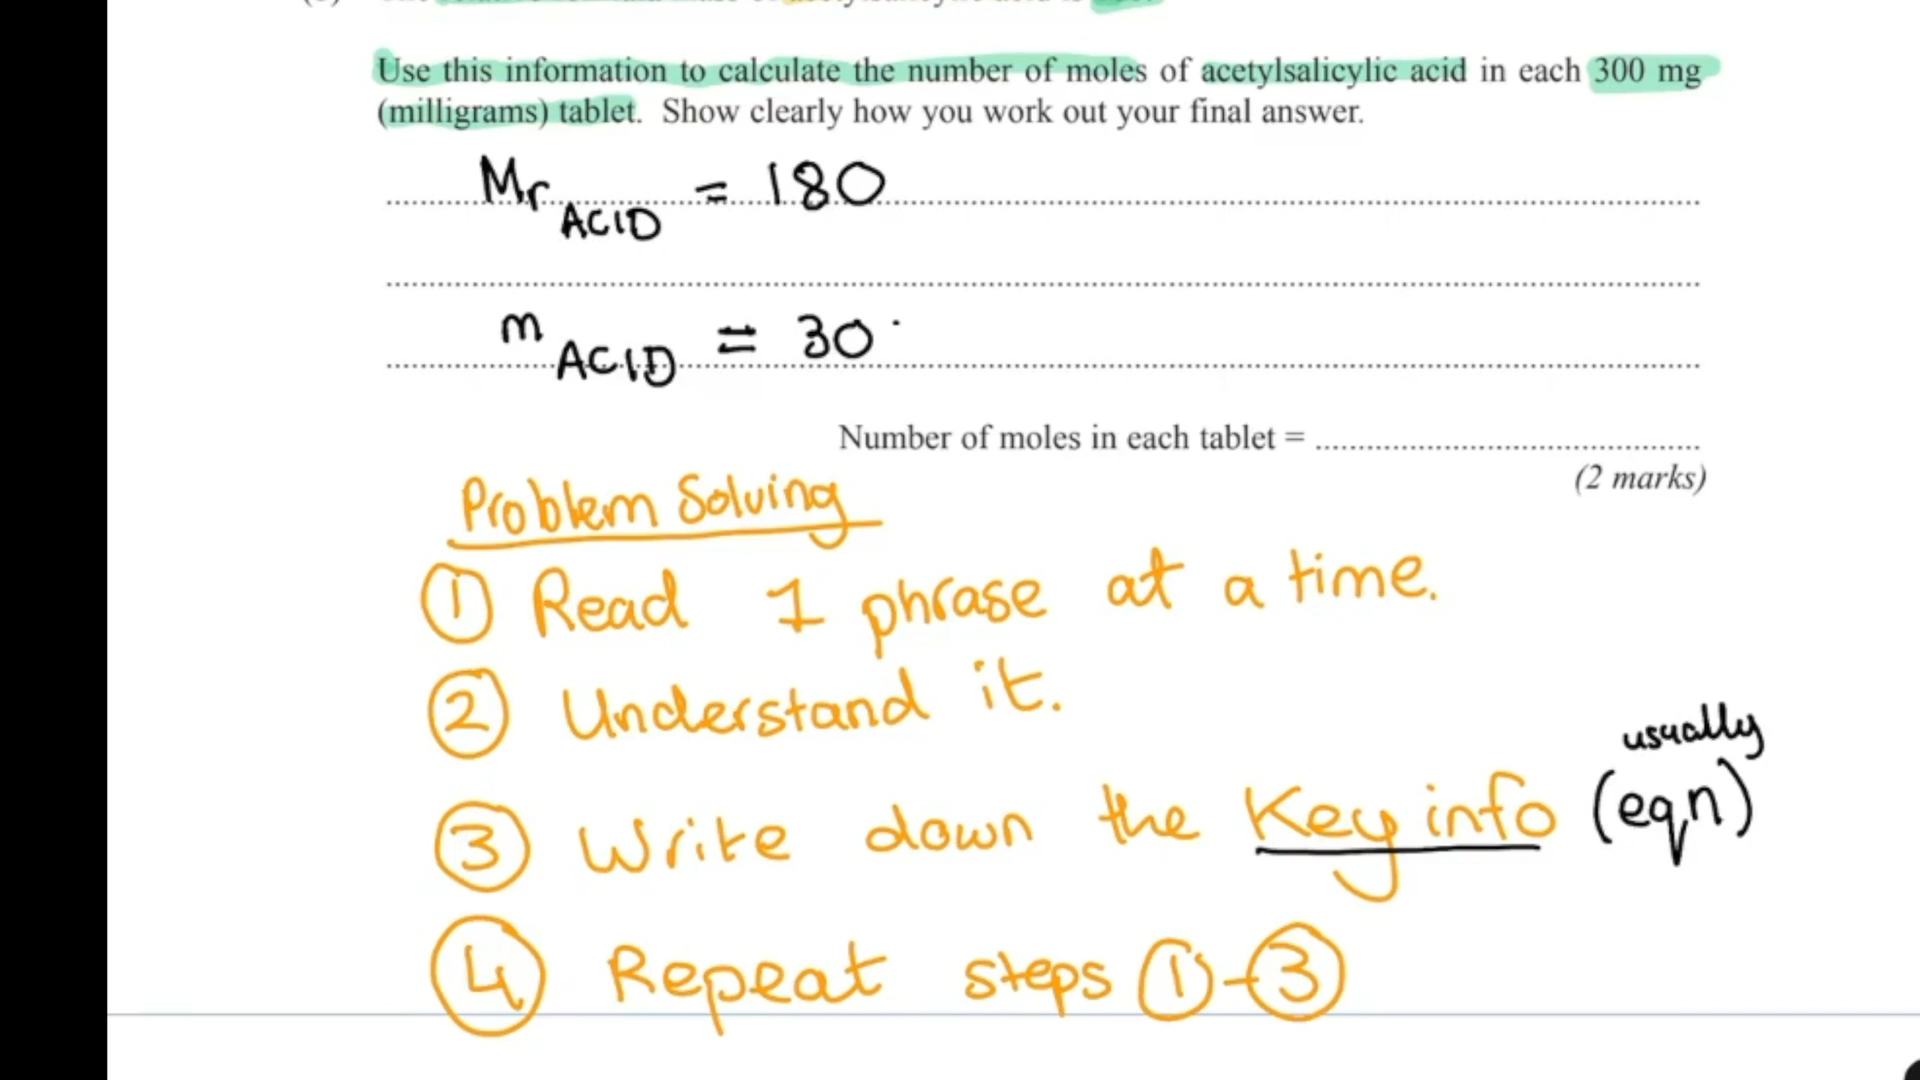 Use this information to calculate the number of moles of acetylsalicylic acid in each 300 mg
(milligrams) tablet. Show clearly how you work out your final answer.
Mr ACID = 180
m ACID = 30
Number of moles in each tablet =
(2 marks)
Problem Solving
① Read 1 phrase at a time.
② Understand it.
usually
③ Write down the Key info (eqn)
④ Repeat steps ①-③